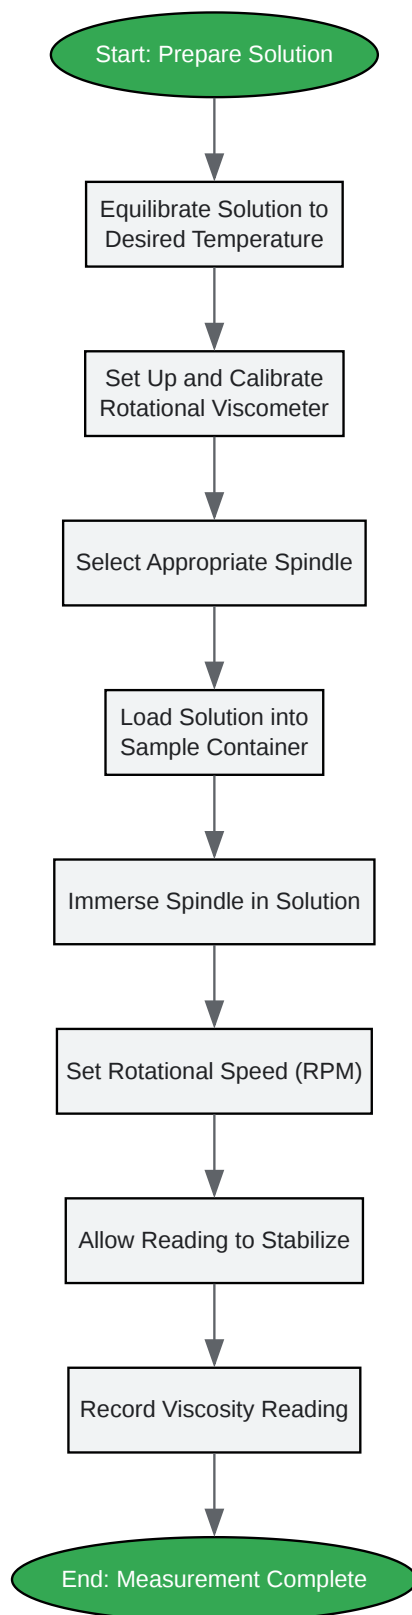 Start: Prepare Solution
Equilibrate Solution to
Desired Temperature
Set Up and Calibrate
Rotational Viscometer
Select Appropriate Spindle
Load Solution into
Sample Container
Immerse Spindle in Solution
Set Rotational Speed (RPM)
Allow Reading to Stabilize
Record Viscosity Reading
End: Measurement Complete